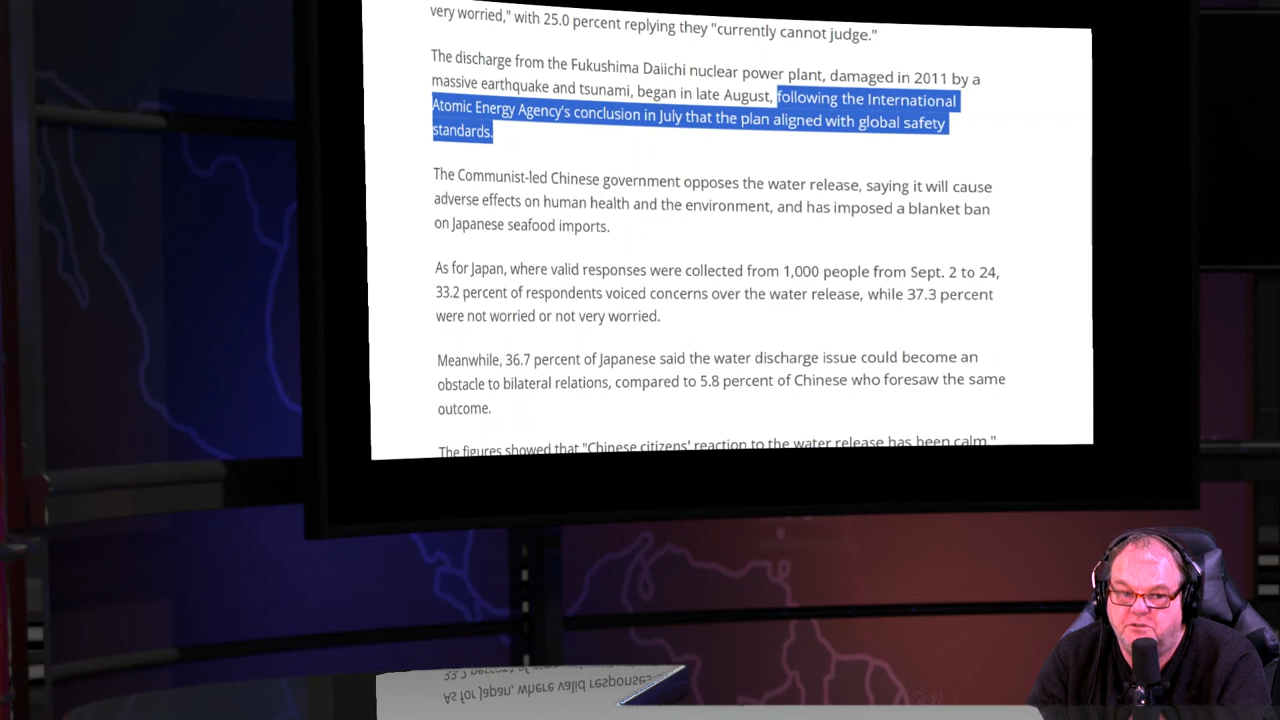 very worried," with 25.0 percent replying they "currently cannot judge."
The discharge from the Fukushima Daiichi nuclear power plant, damaged in 2011 by a
massive earthquake and tsunami, began in late August, following the International
Atomic Energy Agency's conclusion in July that the plan aligned with global safety
standards.
The Communist-led Chinese government opposes the water release, saying it will cause
adverse effects on human health and the environment, and has imposed a blanket ban
on Japanese seafood imports.
As for Japan, where valid responses were collected from 1,000 people from Sept. 2 to 24,
33.2 percent of respondents voiced concerns over the water release, while 37.3 percent
were not worried or not very worried.
Meanwhile, 36.7 percent of Japanese said the water discharge issue could become an
obstacle to bilateral relations, compared to 5.8 percent of Chinese who foresaw the same
outcome.
The figures showed that "Chinese citizens' reaction to the water release has been calm,"